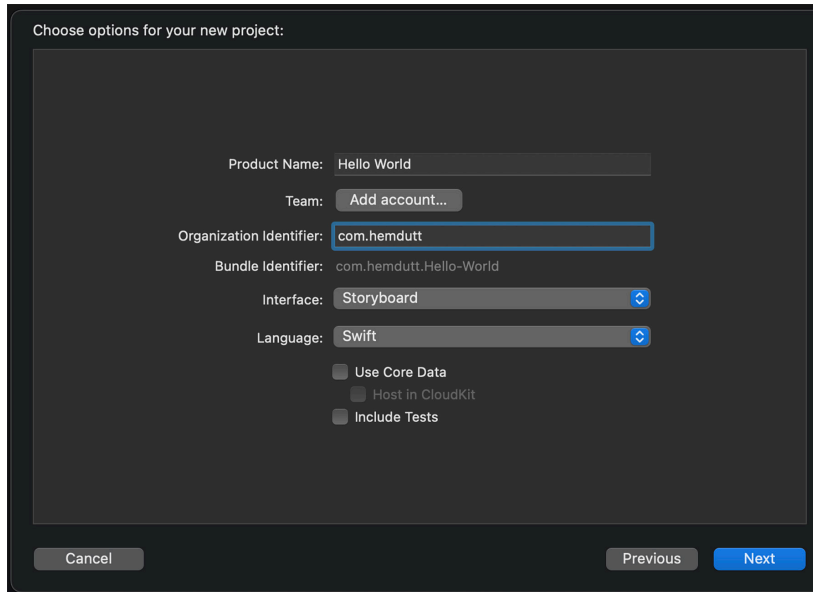 Choose options for your new project:
Product Name: Hello World
Team: Add account...
Organization Identifier: com.hemdutt
Bundle Identifier: com.hemdutt.Hello-World
Interface: Storyboard
Language: Swift
Use Core Data
Host in CloudKit
Include Tests
Cancel Previous Next